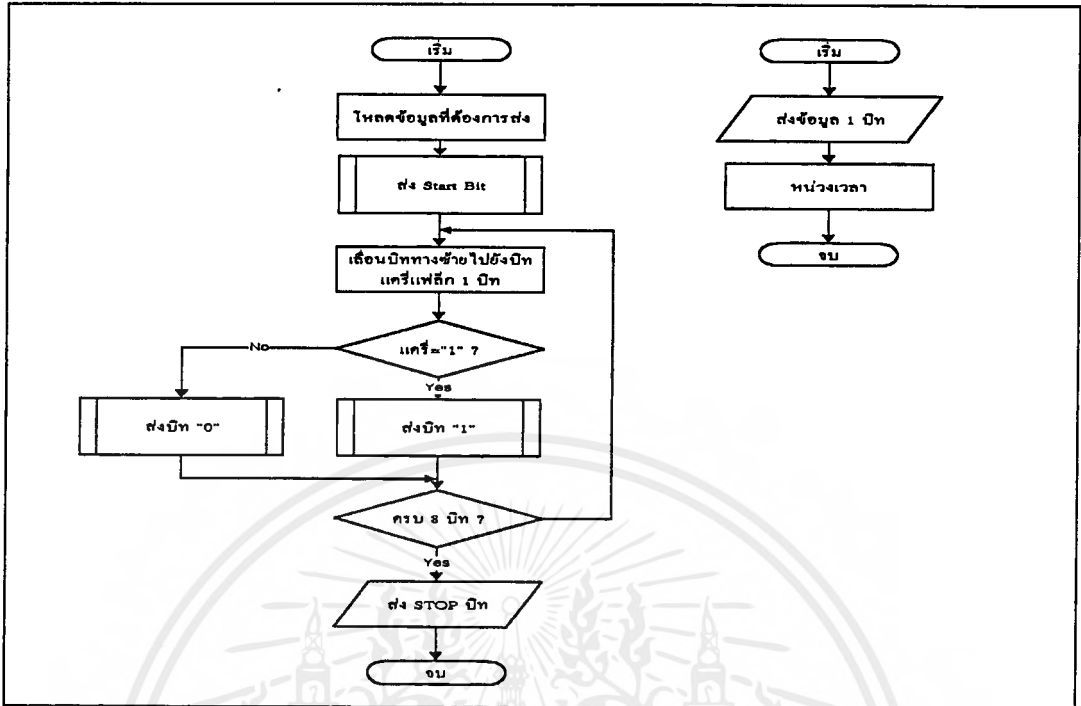 เริ่ม
โหลดข้อมูลที่ต้องการส่ง
ส่ง Start Bit
เลื่อนบิททางซ้ายไปยังบิท
แครี่แฟล็ก 1 บิท
แครี่="1" ?
No
Yes
ส่งบิท "0"
ส่งบิท "1"
ครบ 8 บิท ?
Yes
ส่ง STOP บิท
จบ
เริ่ม
ส่งข้อมูล 1 บิท
หน่วงเวลา
จบ